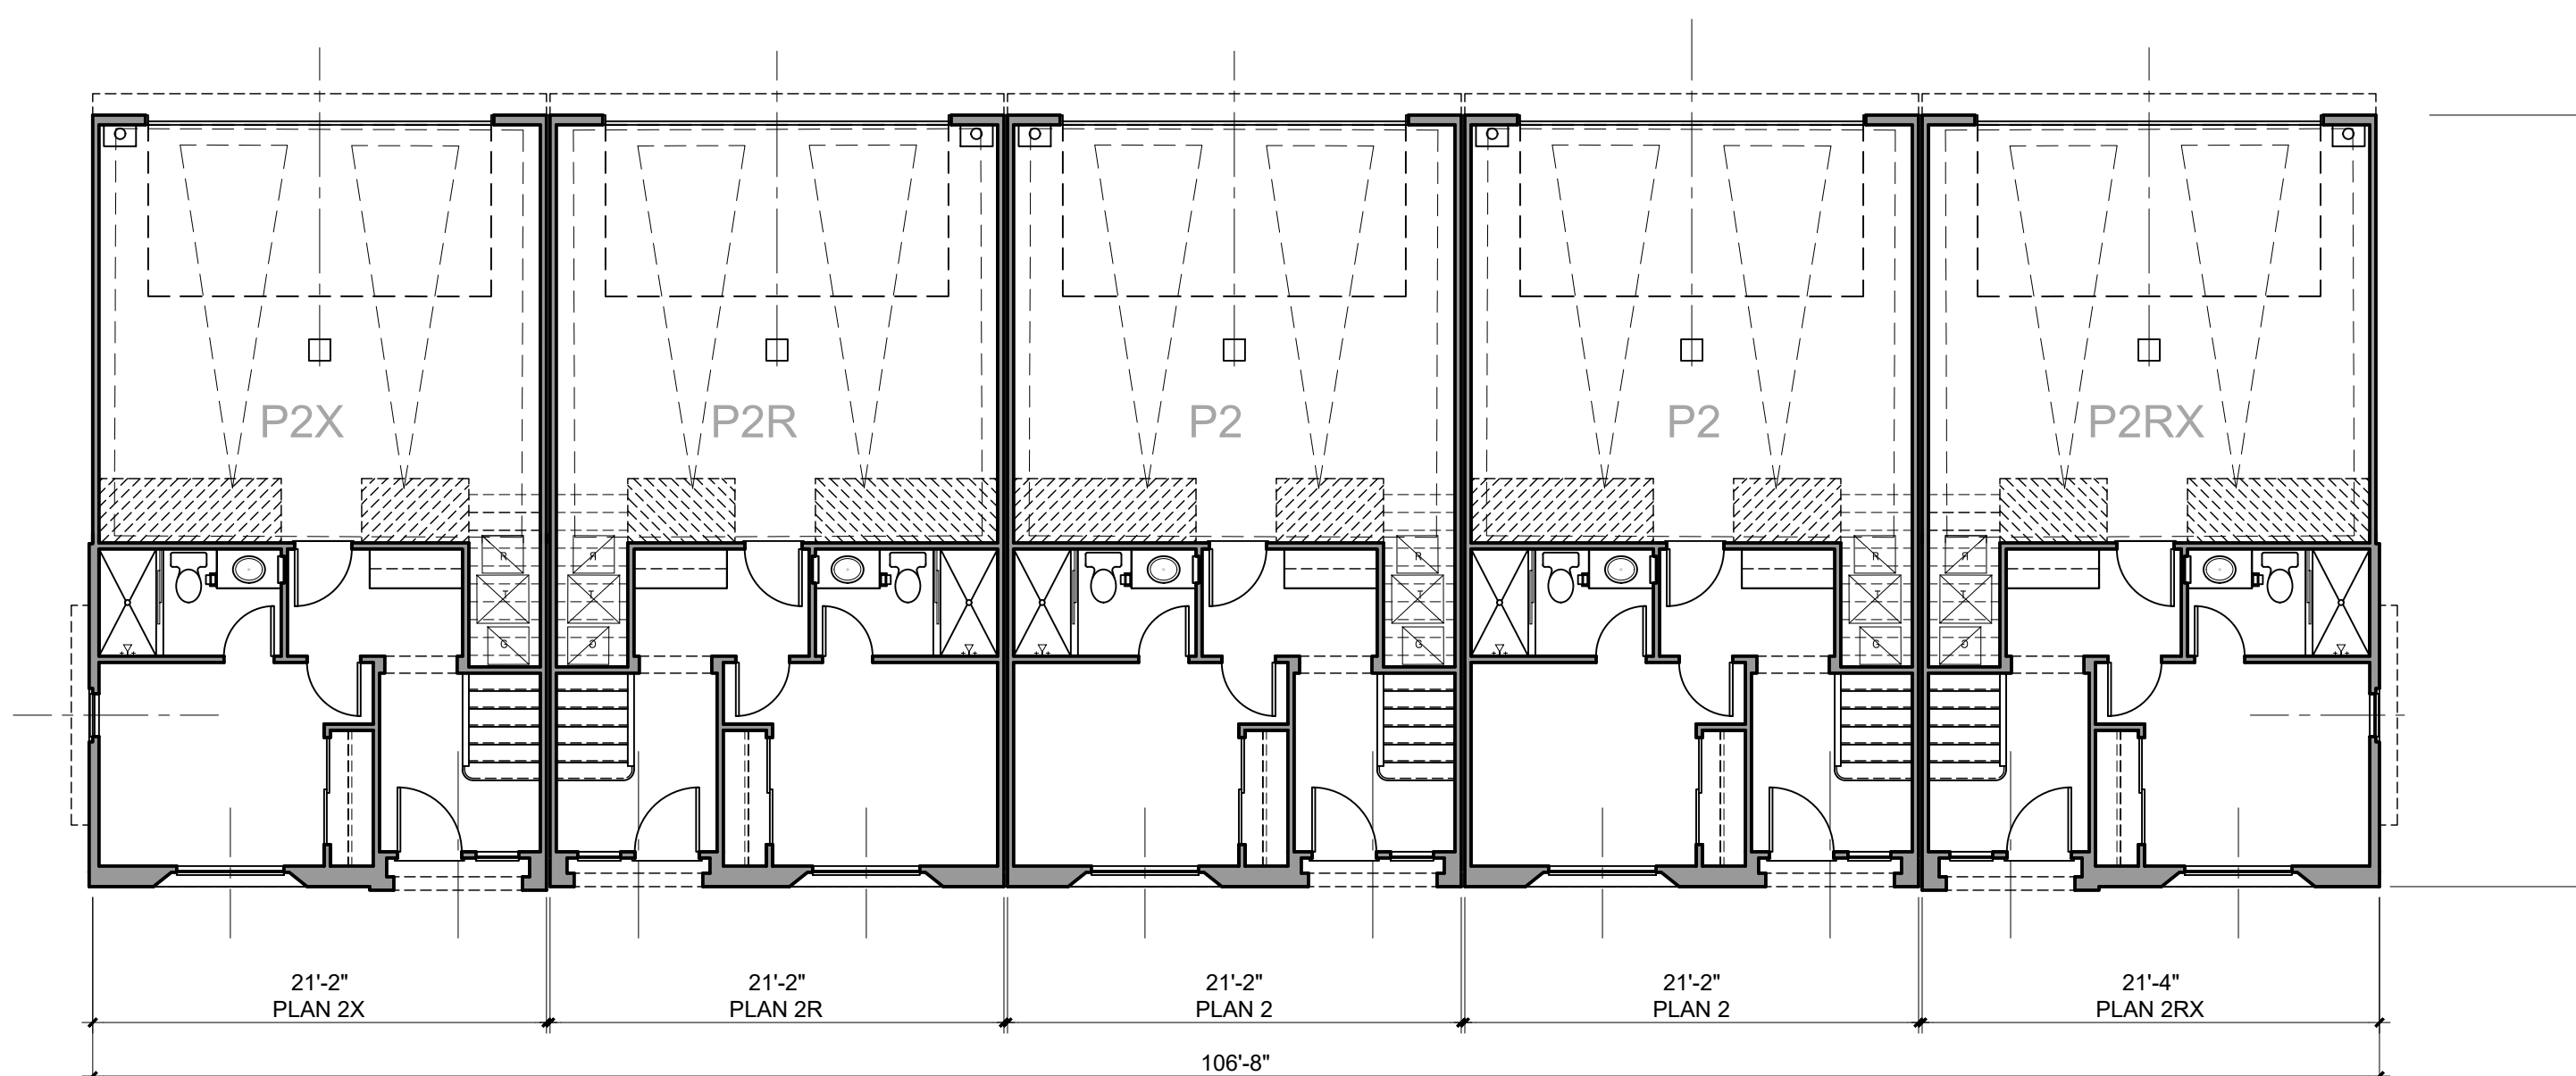 P2X
P2R
P2
P2
P2RX
R
R
R
R
R
T
T
T
T
T
G
G
G
G
G
21'-2"
21'-2"
21'-2"
21'-2"
21'-4"
PLAN 2X
PLAN 2R
PLAN 2
PLAN 2
PLAN 2RX
106'-8"